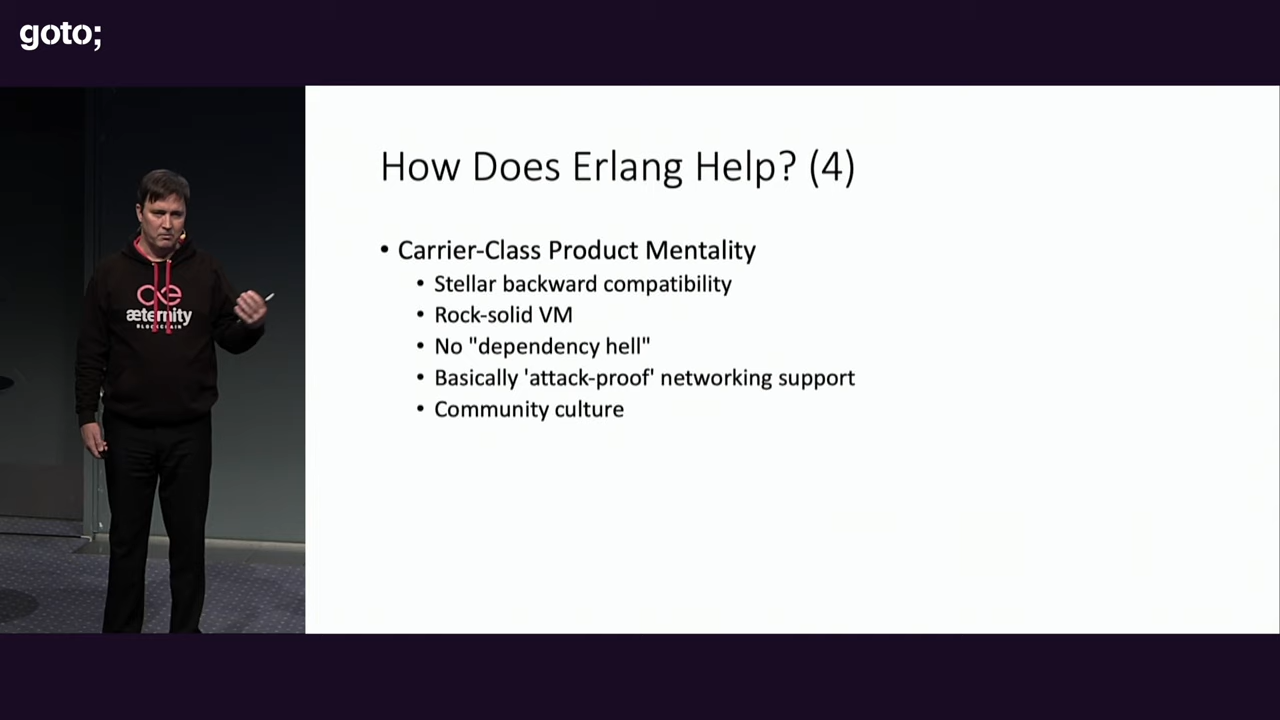 goto;
How Does Erlang Help? (4)
• Carrier-Class Product Mentality
• Stellar backward compatibility
• Rock-solid VM
• No "dependency hell"
• Basically 'attack-proof' networking support
• Community culture
æternity
BLOCKCHAIN